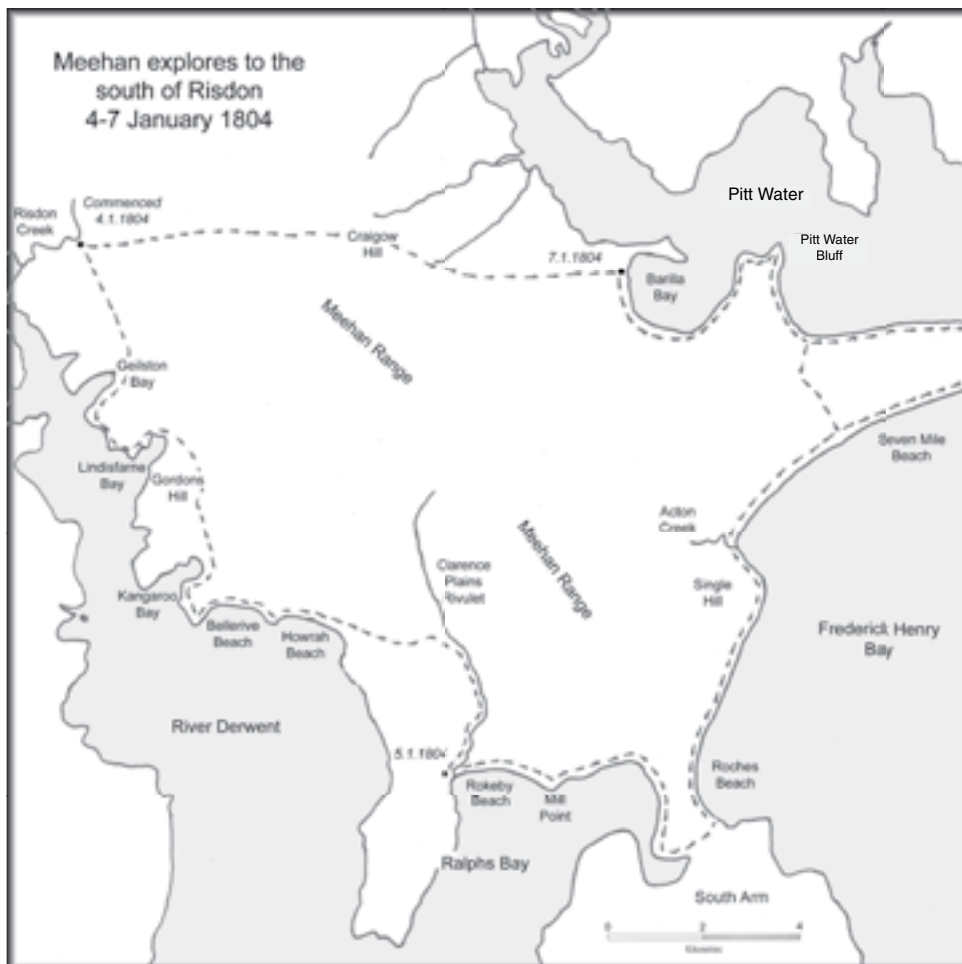 Meehan explores to the
south of Risdon
4-7 January 1804
Risdon
Creek
Commenced
4.1.1804
Craigow
Hill
7.1.1804
Pitt Water
Pitt Water
Bluff
Barilla
Bay
Meehan Range
Geilston
Bay
Lindisfarne
Bay
Gordons
Hill
Seven Mile
Beach
Acton
Creek
Meehan Range
Clarence
Plains
Rivulet
Single
Hill
Kangaroo
Bay
Bellerive
Beach
Howrah
Beach
Frederick Henry
Bay
River Derwent
5.1.1804
Rokeby
Beach
Mill
Point
Roches
Beach
Ralphs Bay
South Arm
0 2 4
Kilometres